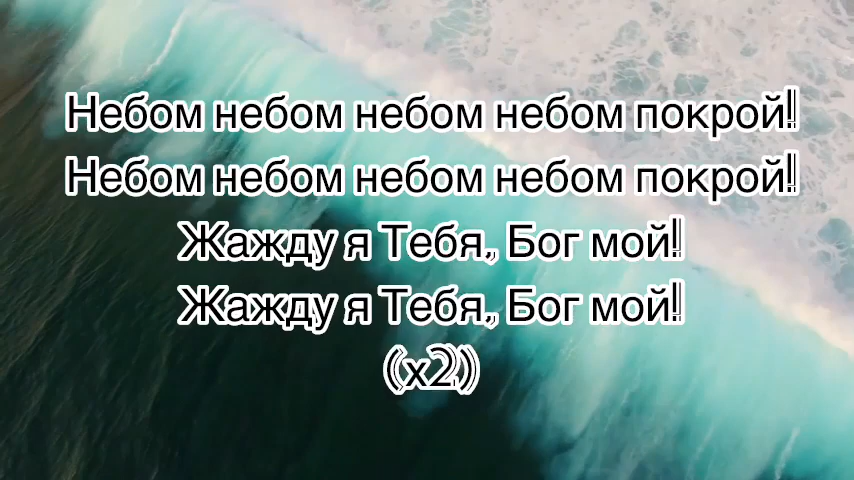 Небом небом небом небом покрой!
Небом небом небом небом покрой!
Жажду я Тебя, Бог мой!
Жажду я Тебя, Бог мой!
(х2)